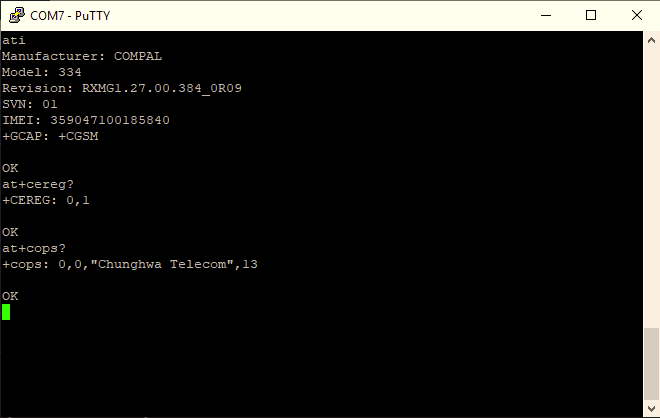 COM7 - PuTTY
ati
Manufacturer: COMPAL
Model: 334
Revision: RXMG1.27.00.384_0R09
SVN: 01
IMEI: 359047100185840
+GCAP: +CGSM
OK
at+cereg?
+CEREG: 0,1
OK
at+cops?
+cops: 0,0,"Chunghwa Telecom",13
OK